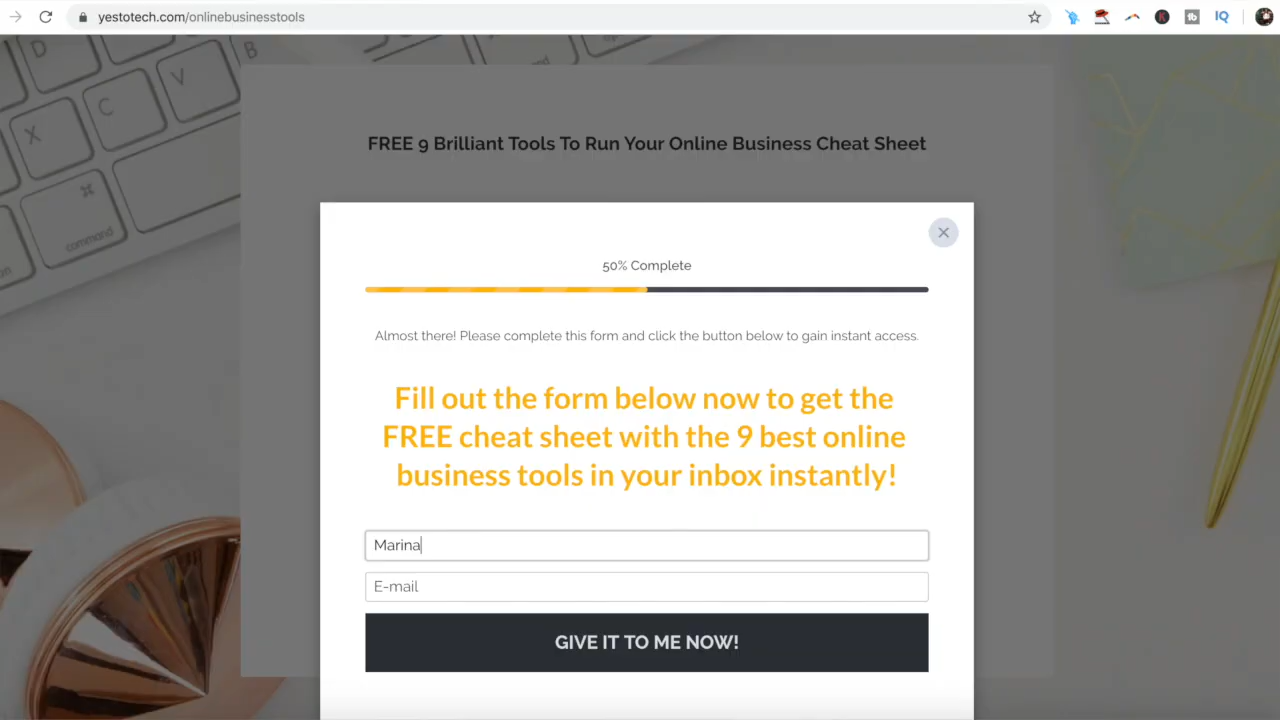 yestotech.com/onlinebusinesstools
IQ
FREE 9 Brilliant Tools To Run Your Online Business Cheat Sheet
50% Complete
Almost there! Please complete this form and click the button below to gain instant access.
Fill out the form below now to get the
FREE cheat sheet with the 9 best online
business tools in your inbox instantly!
Marina
E-mail
GIVE IT TO ME NOW!
D
B
V
C
X
command